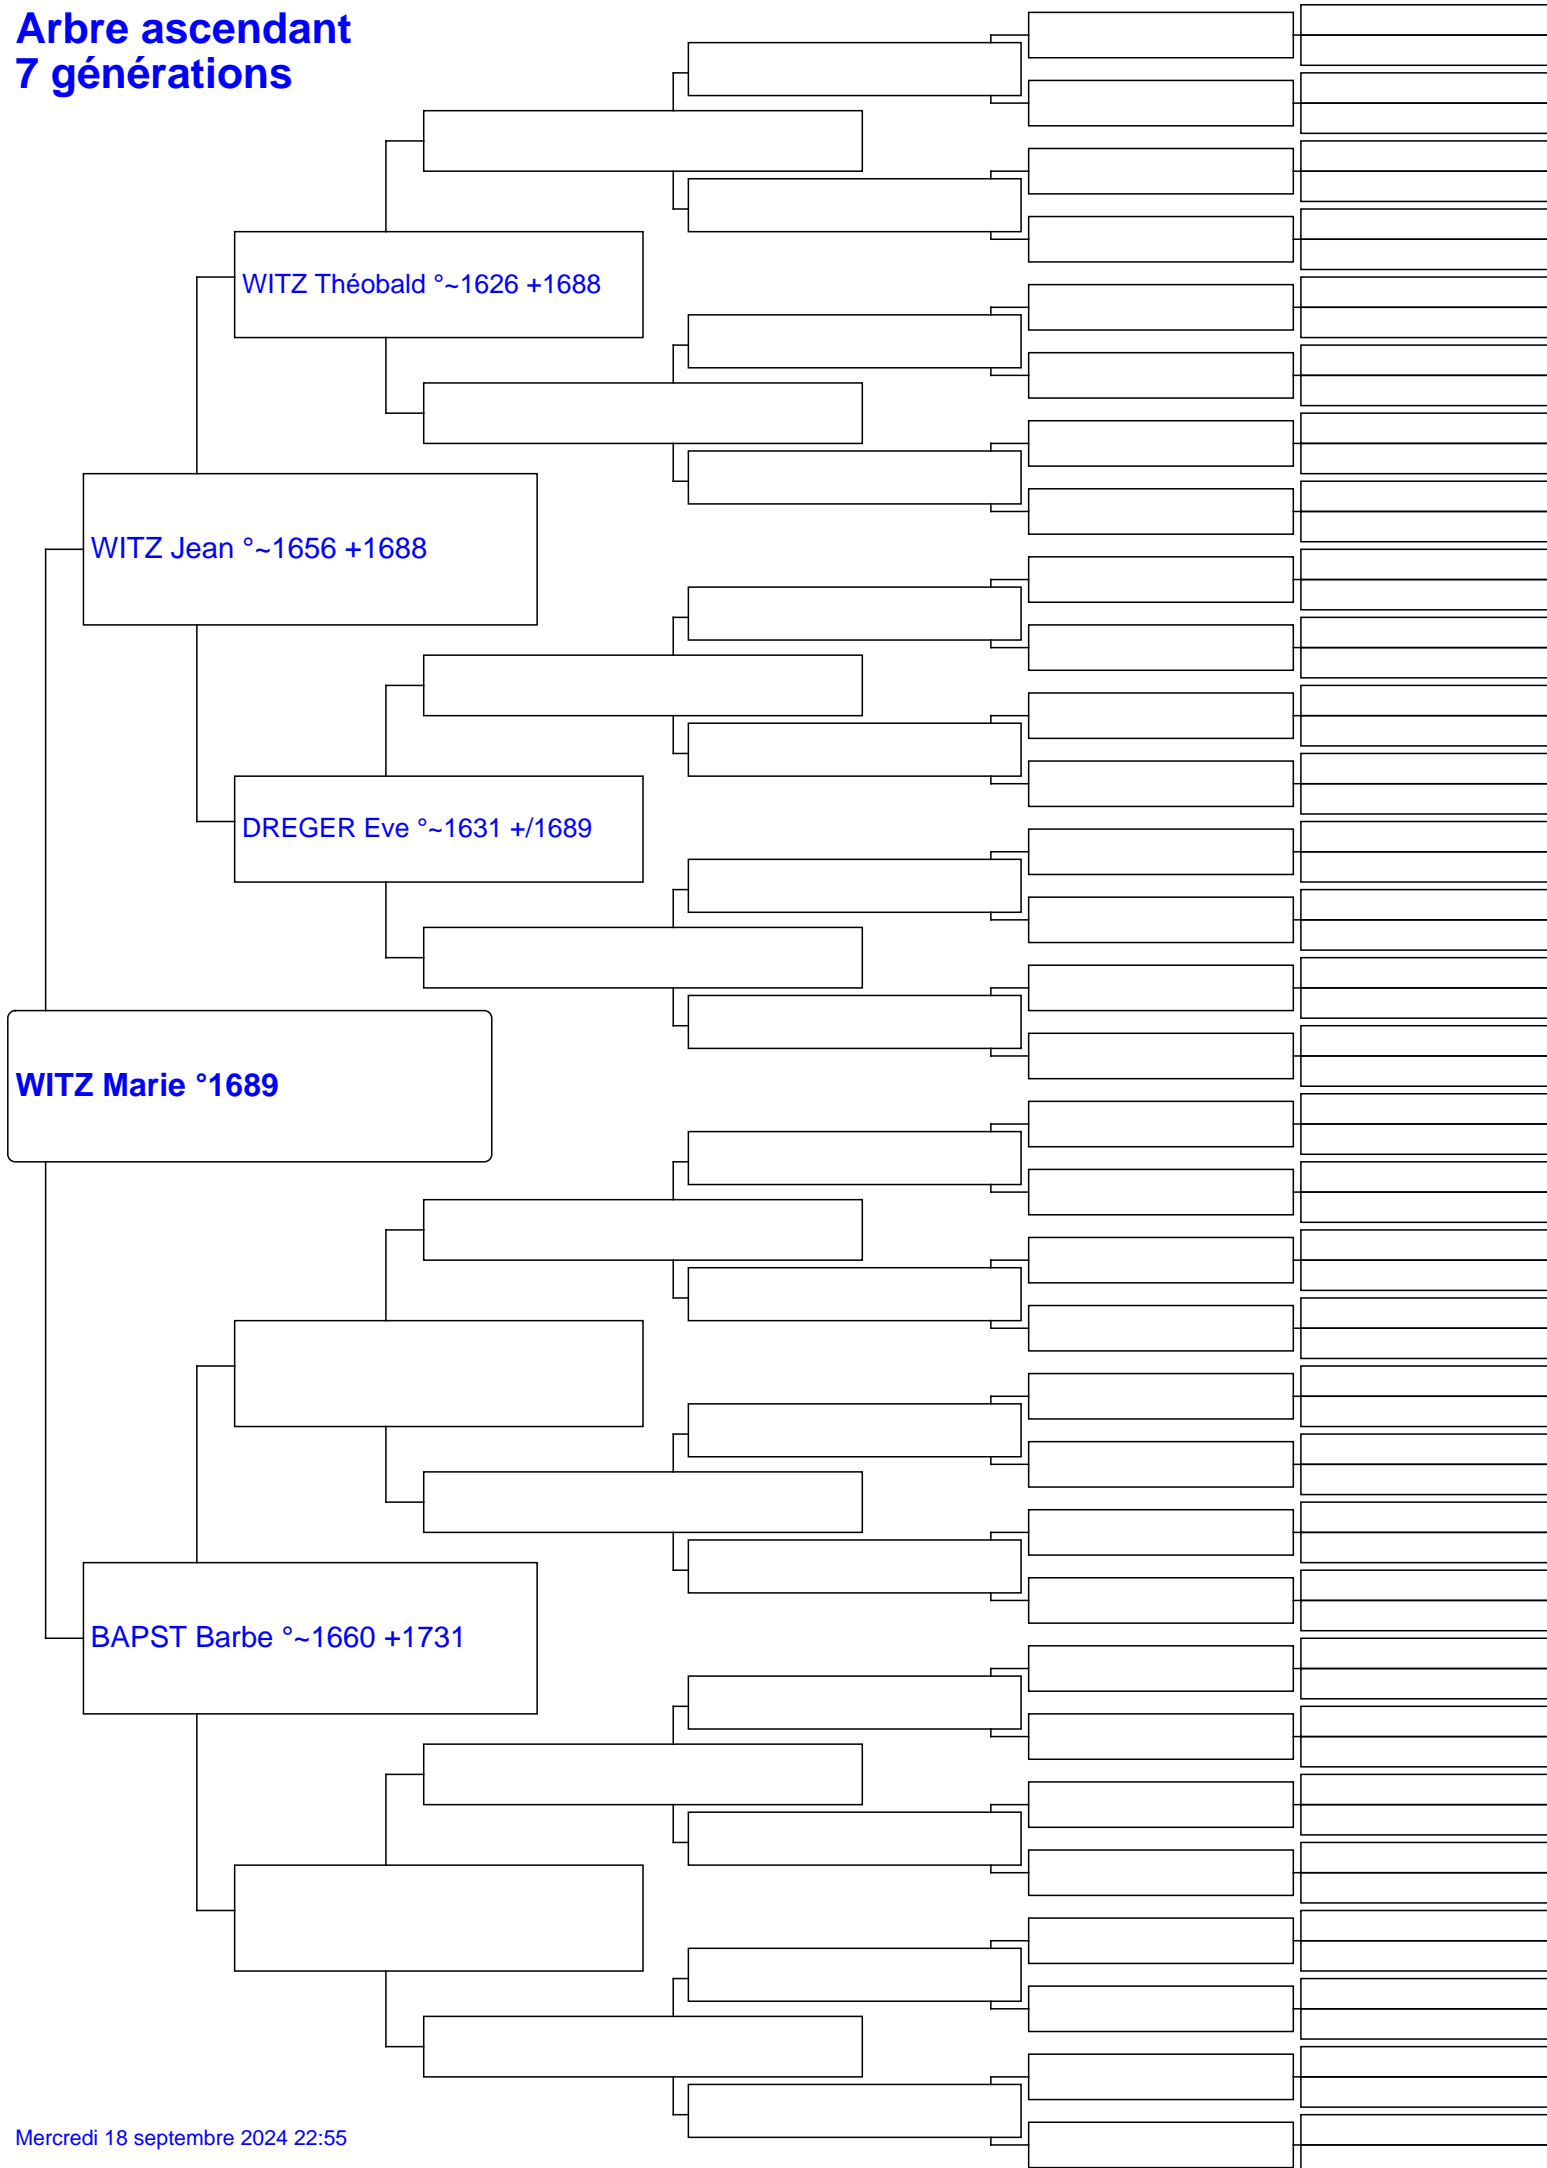 Arbre ascendant
7 générations
WITZ Théobald °~1626 +1688
WITZ Jean °~1656 +1688
DREGER Eve °~1631 +/1689
WITZ Marie °1689
BAPST Barbe °~1660 +1731
Mercredi 18 septembre 2024 22:55